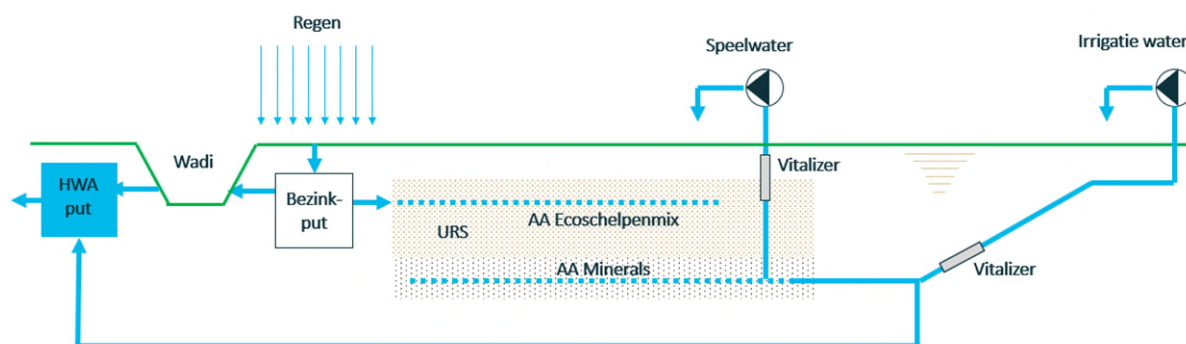 Regen
Speelwater
Irrigatie water
Wadi
Vitalizer
HWA
put
Bezink-
put
AA Ecoschelpenmix
URS
AA Minerals
Vitalizer